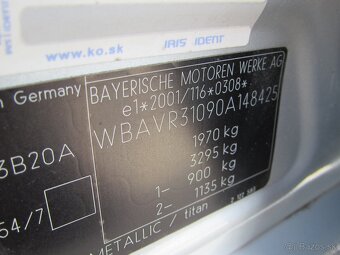 www.ko.sk
IRIS IDENT
n Germany
BAYERISCHE MOTOREN WERKE AG
e1*2001/116*0308*
WBAVR31090A148425
3B20A
1970 kg
3295 kg
1- 900 kg
2- 1135 kg
54/7
METALLIC / titan